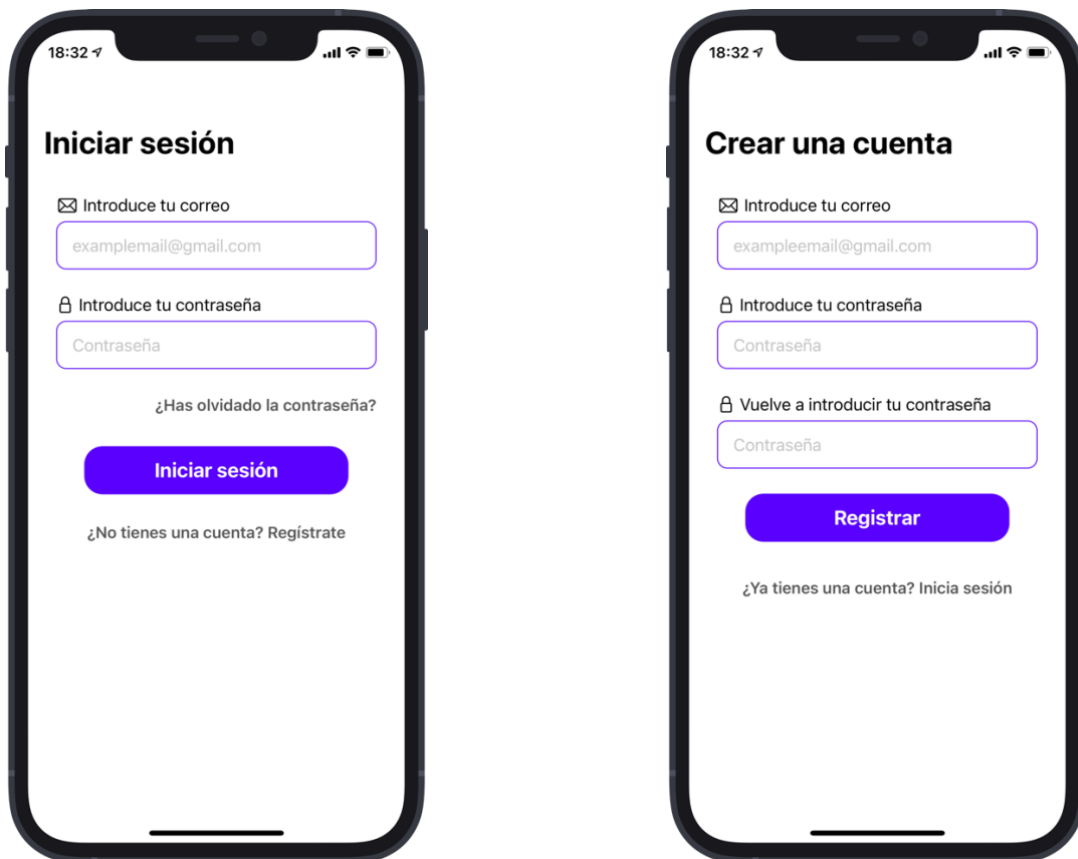 18:32
Iniciar sesión
Introduce tu correo
examplemail@gmail.com
Introduce tu contraseña
Contraseña
¿Has olvidado la contraseña?
Iniciar sesión
¿No tienes una cuenta? Regístrate
18:32
Crear una cuenta
Introduce tu correo
exampleemail@gmail.com
Introduce tu contraseña
Contraseña
Vuelve a introducir tu contraseña
Contraseña
Registrar
¿Ya tienes una cuenta? Inicia sesión